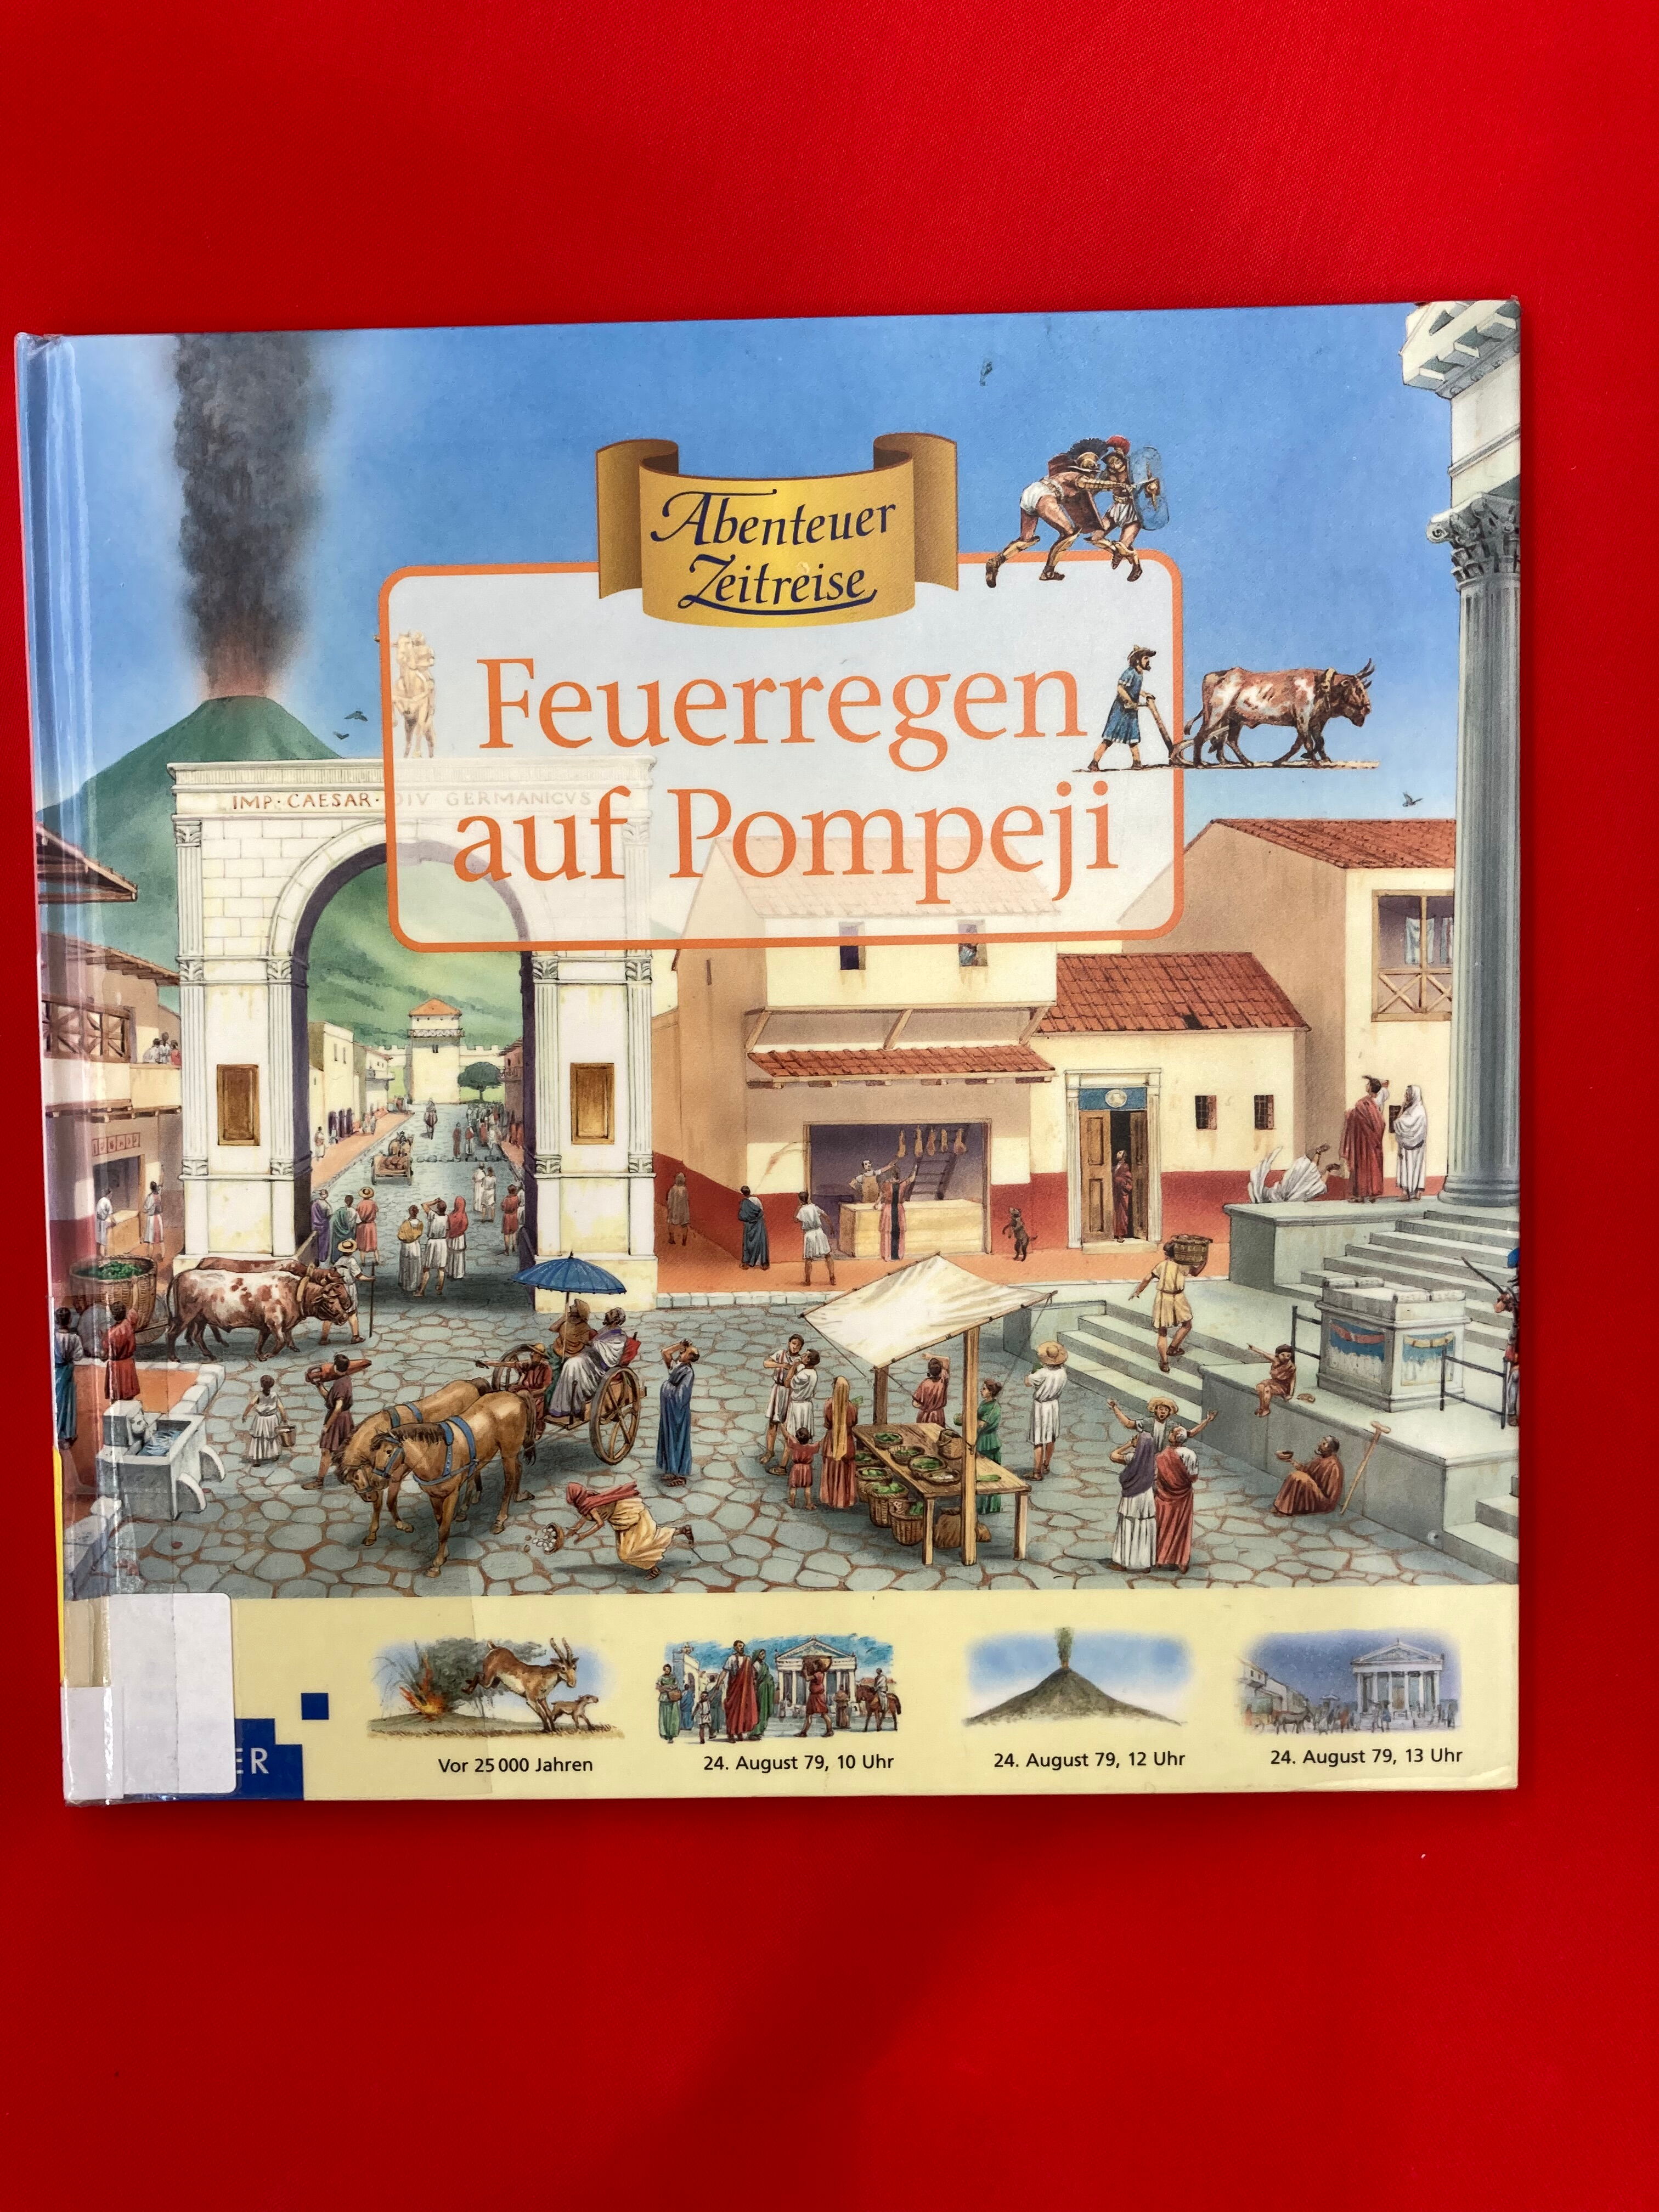 Abenteuer
Zeitreise
Feuerregen
auf Pompeji
IMP·CAESAR·DIV GERMANICVS
ER
Vor 25 000 Jahren
24. August 79, 10 Uhr
24. August 79, 12 Uhr
24. August 79, 13 Uhr